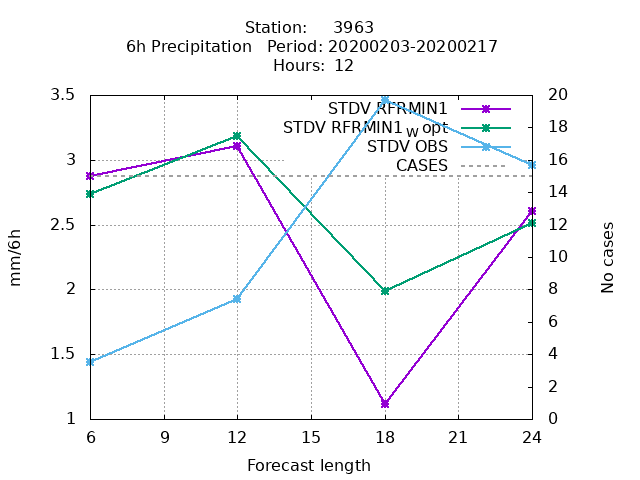 Station: 3963
6h Precipitation Period: 20200203-20200217
Hours: 12
3.5
3
2.5
2
1.5
1
mm/6h
20
18
16
14
12
10
8
6
4
2
0
No cases
STDV RFRMIN1
STDV RFRMIN1wopt
STDV OBS
CASES
6 9 12 15 18 21 24
Forecast length